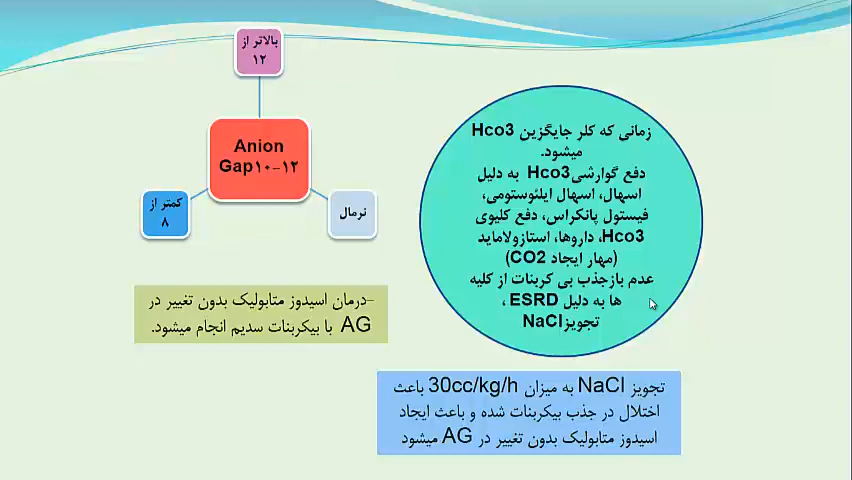 بالاتر از
۱۲
Anion
Gap۱۰-۱۲
کمتر از
۸
نرمال
زمانی که کلر جایگزین Hco3
میشود.
دفع گوارشیHco3 به دلیل
اسهال، اسهال ایلئوستومی،
فیستول پانکراس، دفع کلیوی
Hco3، داروها، استازولاماید
(مهار ایجاد CO2)
عدم بازجذب بی کربنات از کلیه
ها به دلیل ESRD ،
تجویزNaCl
-درمان اسیدوز متابولیک بدون تغییر در
AG با بیکربنات سدیم انجام میشود.
تجویز NaCl به میزان 30cc/kg/h باعث
اختلال در جذب بیکربنات شده و باعث ایجاد
اسیدوز متابولیک بدون تغییر در AG میشود